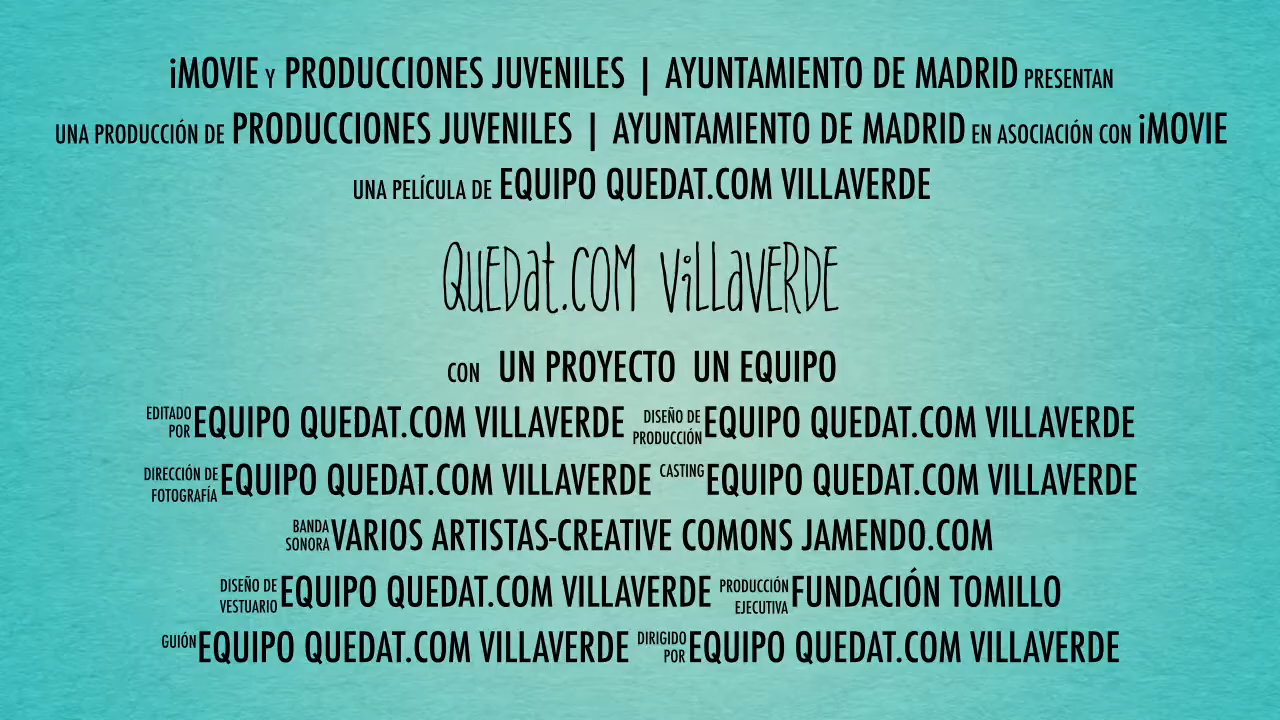 iMOVIE Y PRODUCCIONES JUVENILES | AYUNTAMIENTO DE MADRID PRESENTAN
UNA PRODUCCIÓN DE PRODUCCIONES JUVENILES | AYUNTAMIENTO DE MADRID EN ASOCIACIÓN CON iMOVIE
UNA PELÍCULA DE EQUIPO QUEDAT.COM VILLAVERDE
QUEDat.COM VILLaVERDE
CON UN PROYECTO UN EQUIPO
EDITADO POR EQUIPO QUEDAT.COM VILLAVERDE DISEÑO DE PRODUCCIÓN EQUIPO QUEDAT.COM VILLAVERDE
DIRECCIÓN DE FOTOGRAFÍA EQUIPO QUEDAT.COM VILLAVERDE CASTING EQUIPO QUEDAT.COM VILLAVERDE
BANDA SONORA VARIOS ARTISTAS-CREATIVE COMONS JAMENDO.COM
DISEÑO DE VESTUARIO EQUIPO QUEDAT.COM VILLAVERDE PRODUCCIÓN EJECUTIVA FUNDACIÓN TOMILLO
GUIÓN EQUIPO QUEDAT.COM VILLAVERDE DIRIGIDO POR EQUIPO QUEDAT.COM VILLAVERDE